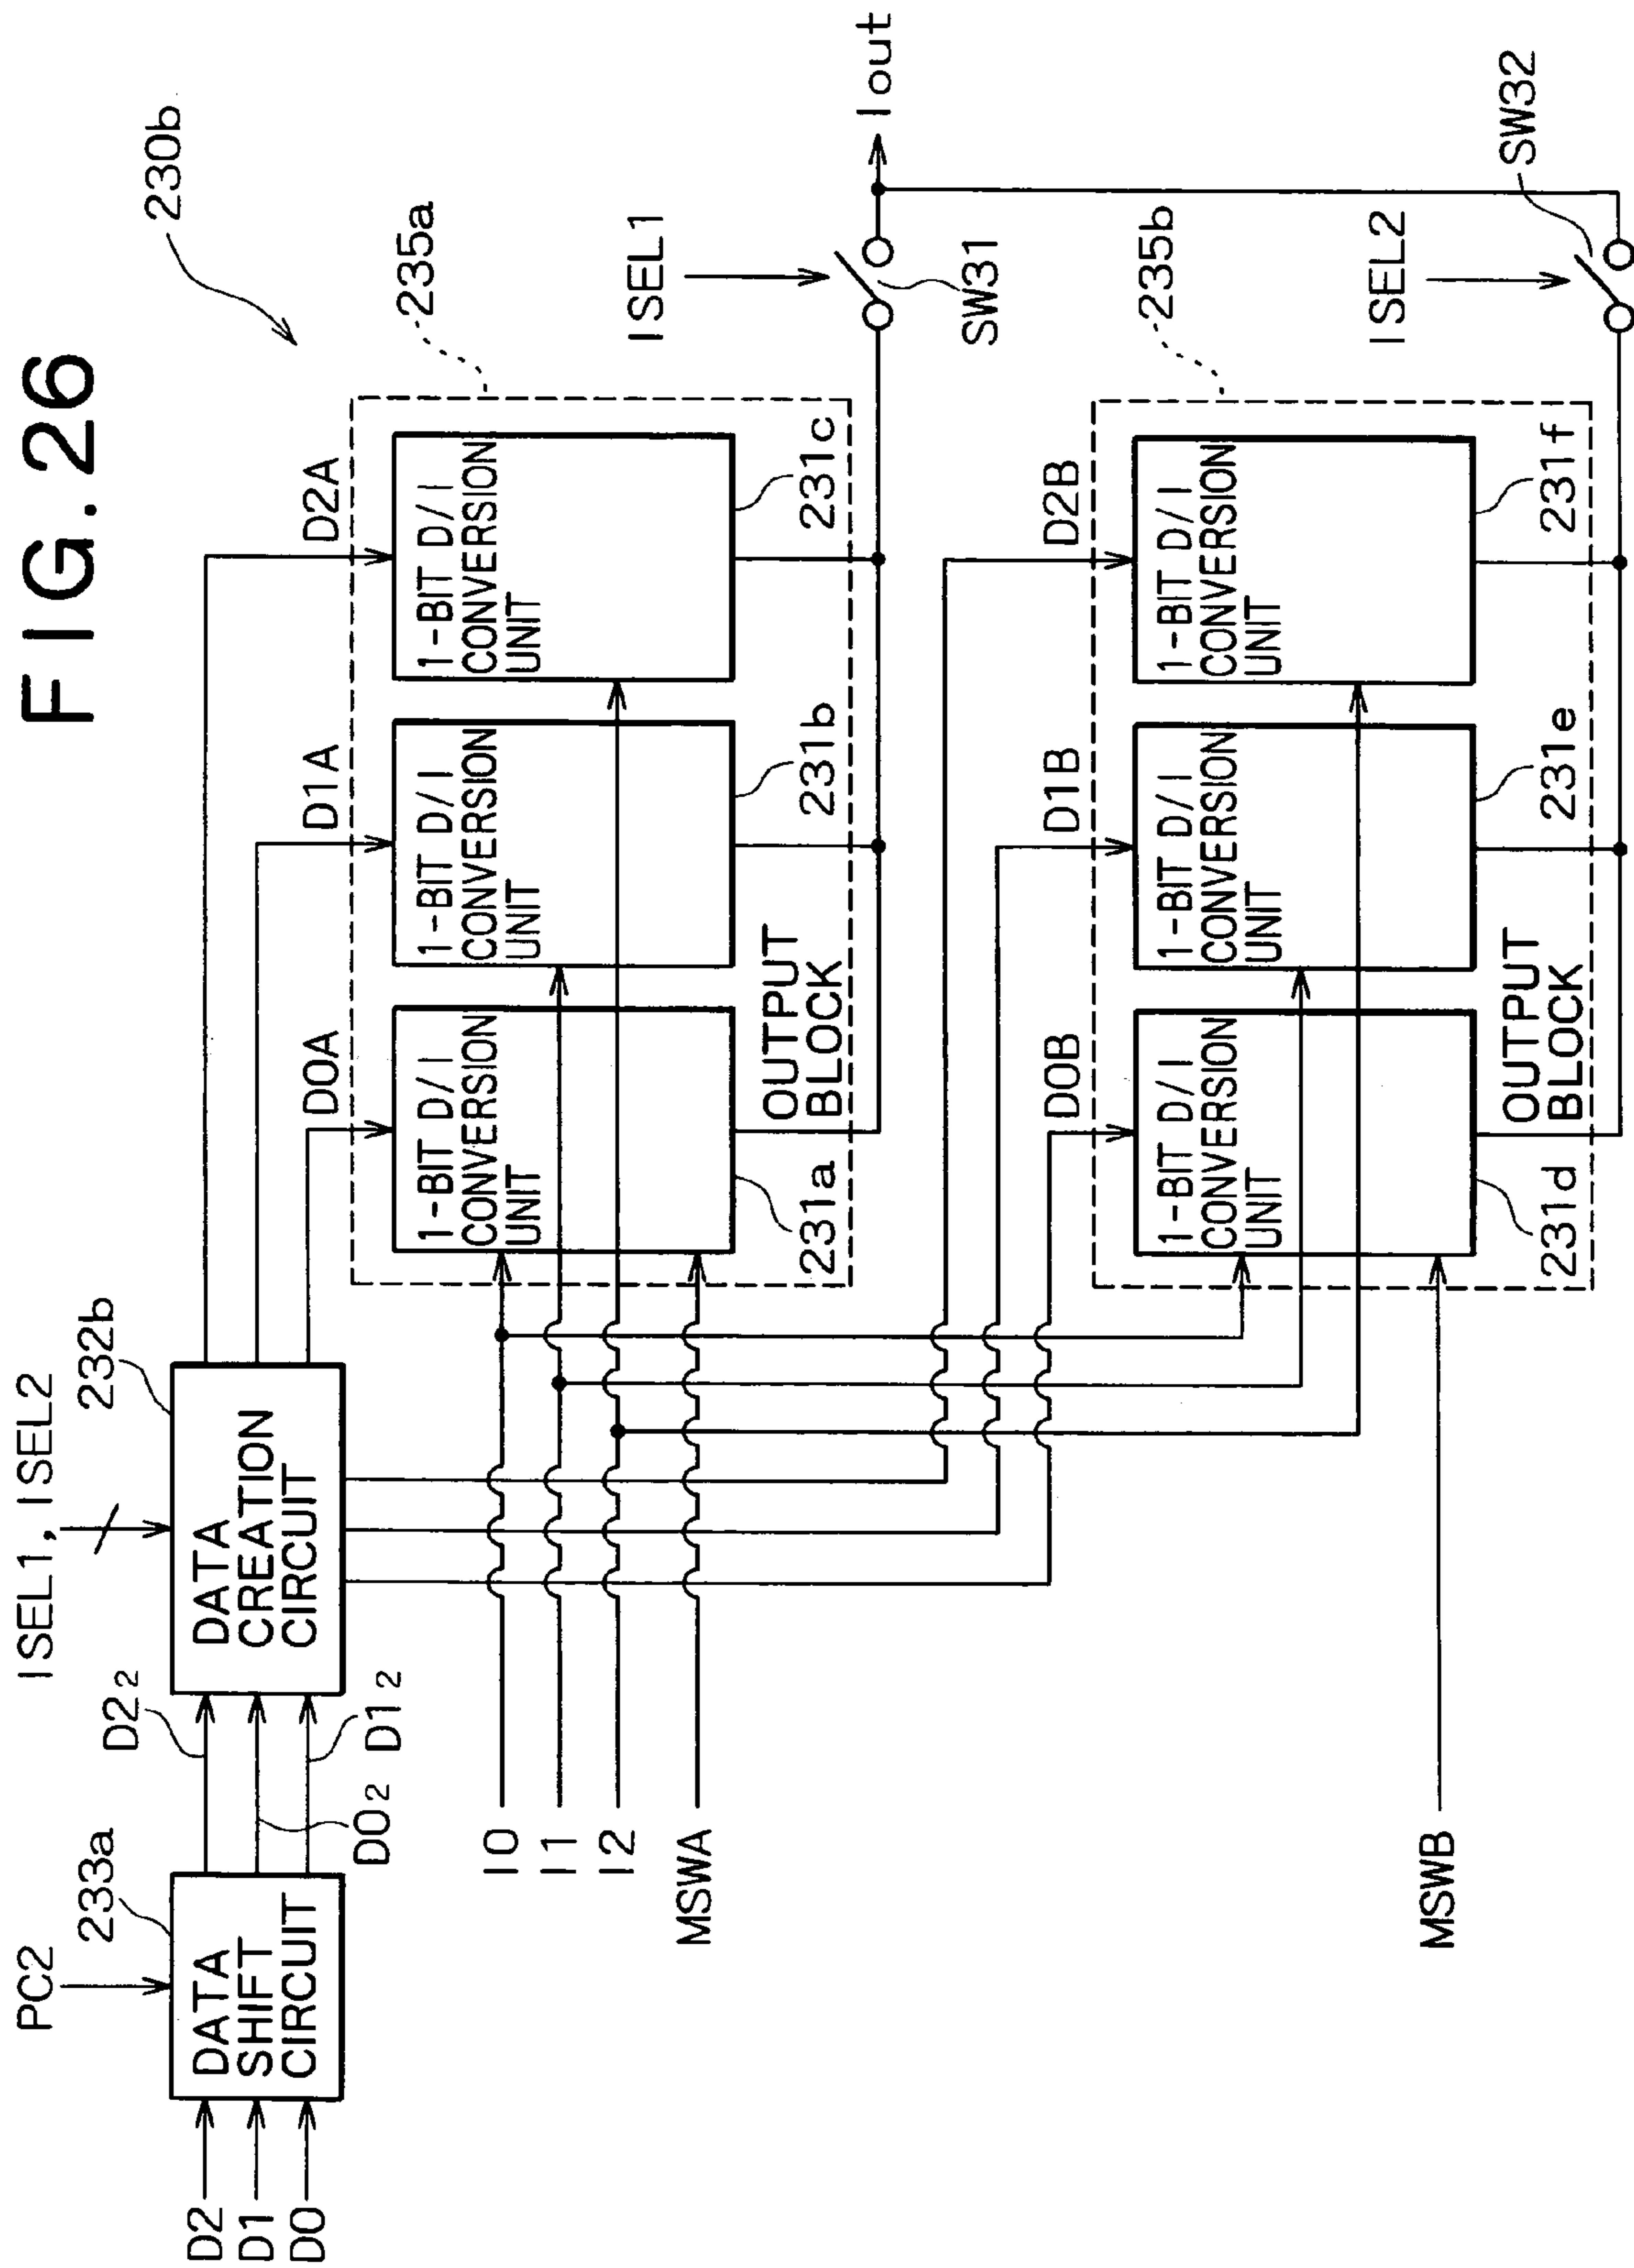 FIG. 26
230b
PC2
233a
DATA
SHIFT
CIRCUIT
D2
D1
D0
D2₂
D0₂
D1₂
ISEL1, ISEL2
232b
DATA
CREATION
CIRCUIT
D0A
D1A
D2A
235a
1-BIT D/I
CONVERSION
UNIT
231a
1-BIT D/I
CONVERSION
UNIT
231b
1-BIT D/I
CONVERSION
UNIT
231c
OUTPUT
BLOCK
I0
I1
I2
MSWA
ISEL1
SW31
Iout
D0B
D1B
D2B
235b
1-BIT D/I
CONVERSION
UNIT
231d
1-BIT D/I
CONVERSION
UNIT
231e
1-BIT D/I
CONVERSION
UNIT
231f
OUTPUT
BLOCK
MSWB
ISEL2
SW32